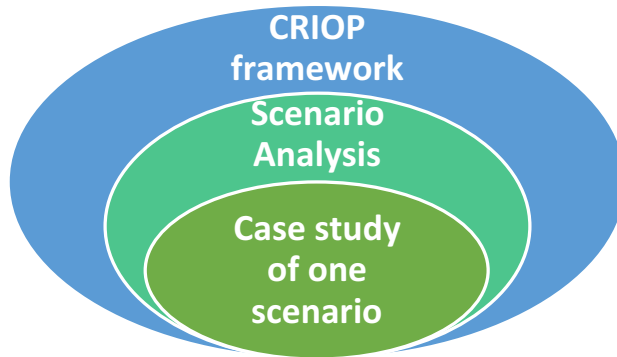 CRIOP
framework
Scenario
Analysis
Case study
of one
scenario